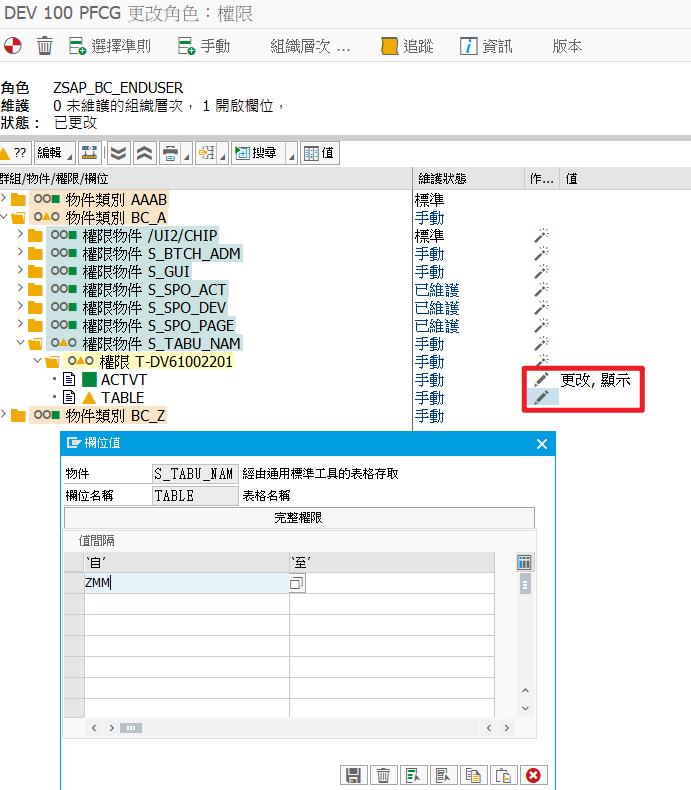 DEV 100 PFCG 更改角色：權限
選擇準則 手動 組織層次 ... 追蹤 資訊 版本
角色 ZSAP_BC_ENDUSER
維護 0 未維護的組織層次， 1 開啟欄位，
狀態： 已更改
?? 編輯 搜尋 值
群組/物件/權限/欄位 維護狀態 作... 值
物件類別 AAAB 標準
物件類別 BC_A 手動
權限物件 /UI2/CHIP 標準
權限物件 S_BTCH_ADM 手動
權限物件 S_GUI 手動
權限物件 S_SPO_ACT 已維護
權限物件 S_SPO_DEV 已維護
權限物件 S_SPO_PAGE 已維護
權限物件 S_TABU_NAM 手動
權限 T-DV61002201 手動
ACTVT 手動 更改, 顯示
TABLE 手動
物件類別 BC_Z 手動
欄位值
物件 S_TABU_NAM 經由通用標準工具的表格存取
欄位名稱 TABLE 表格名稱
完整權限
值間隔
'自' '至'
ZMM